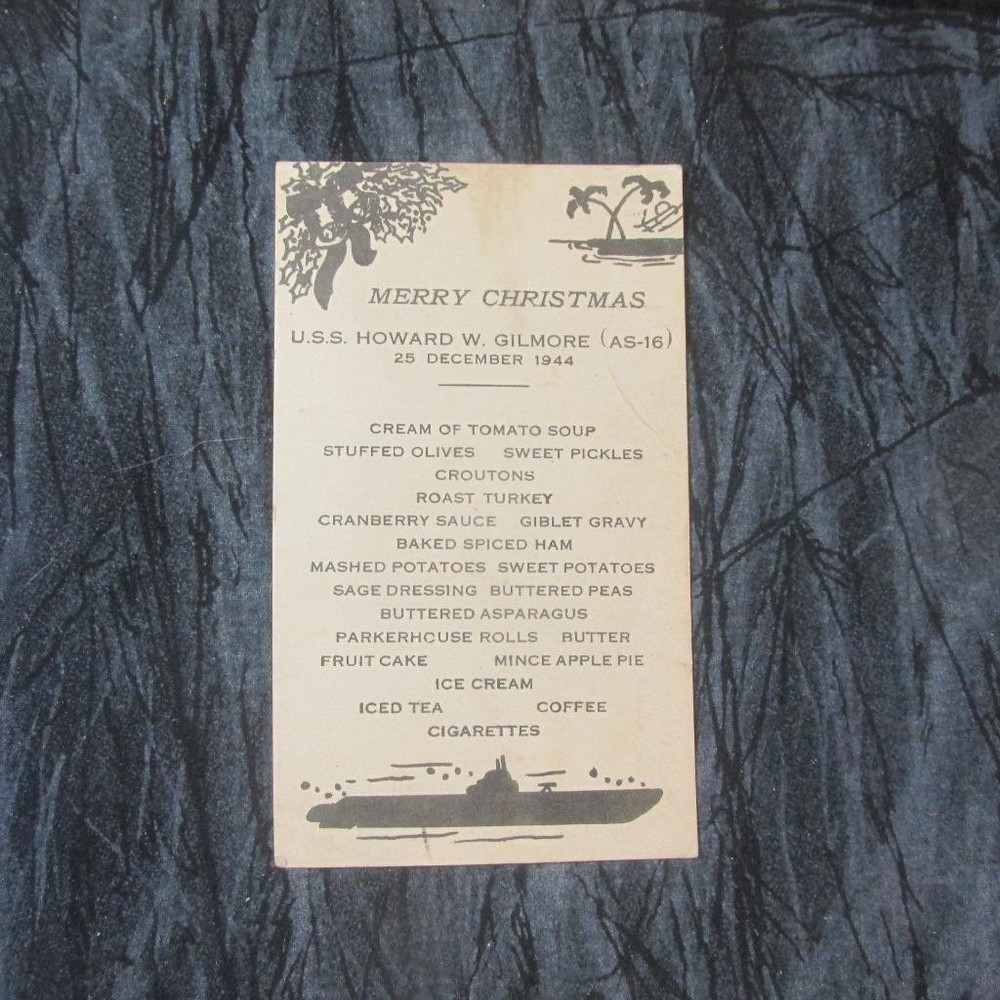 MERRY CHRISTMAS
U.S.S. HOWARD W. GILMORE (AS-16)
25 DECEMBER 1944
CREAM OF TOMATO SOUP
STUFFED OLIVES SWEET PICKLES
CROUTONS
ROAST TURKEY
CRANBERRY SAUCE GIBLET GRAVY
BAKED SPICED HAM
MASHED POTATOES SWEET POTATOES
SAGE DRESSING BUTTERED PEAS
BUTTERED ASPARAGUS
PARKERHOUSE ROLLS BUTTER
FRUIT CAKE MINCE APPLE PIE
ICE CREAM
ICED TEA COFFEE
CIGARETTES